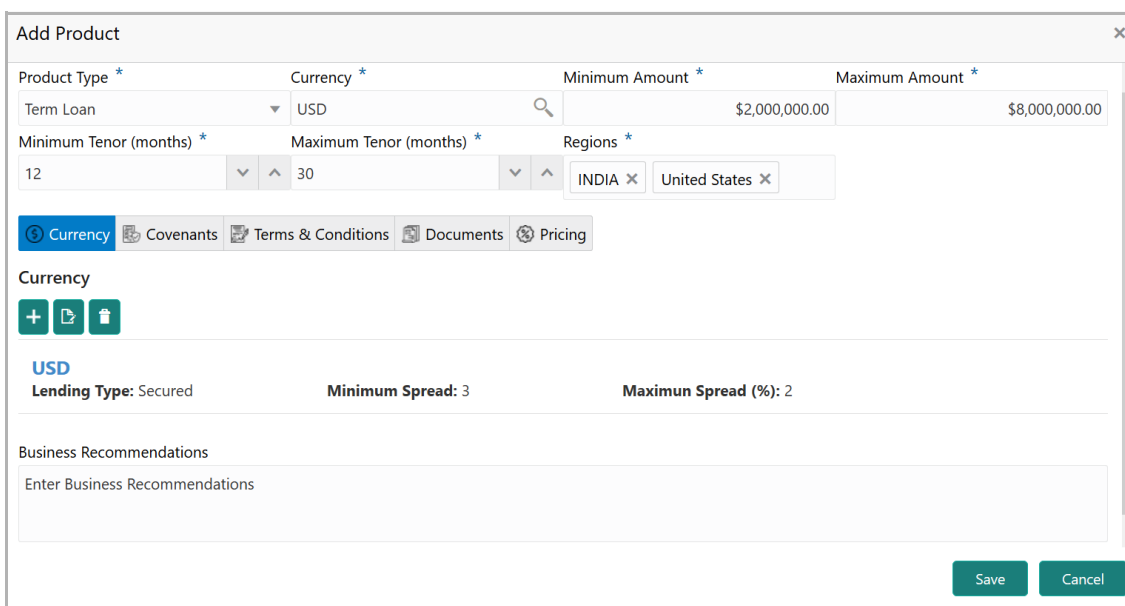 Add Product ×
Product Type * Currency * Minimum Amount * Maximum Amount *
Term Loan USD $2,000,000.00 $8,000,000.00
Minimum Tenor (months) * Maximum Tenor (months) * Regions *
12 30 INDIA × United States ×
Currency Covenants Terms & Conditions Documents Pricing
Currency
USD
Lending Type: Secured Minimum Spread: 3 Maximun Spread (%): 2
Business Recommendations
Enter Business Recommendations
Save Cancel